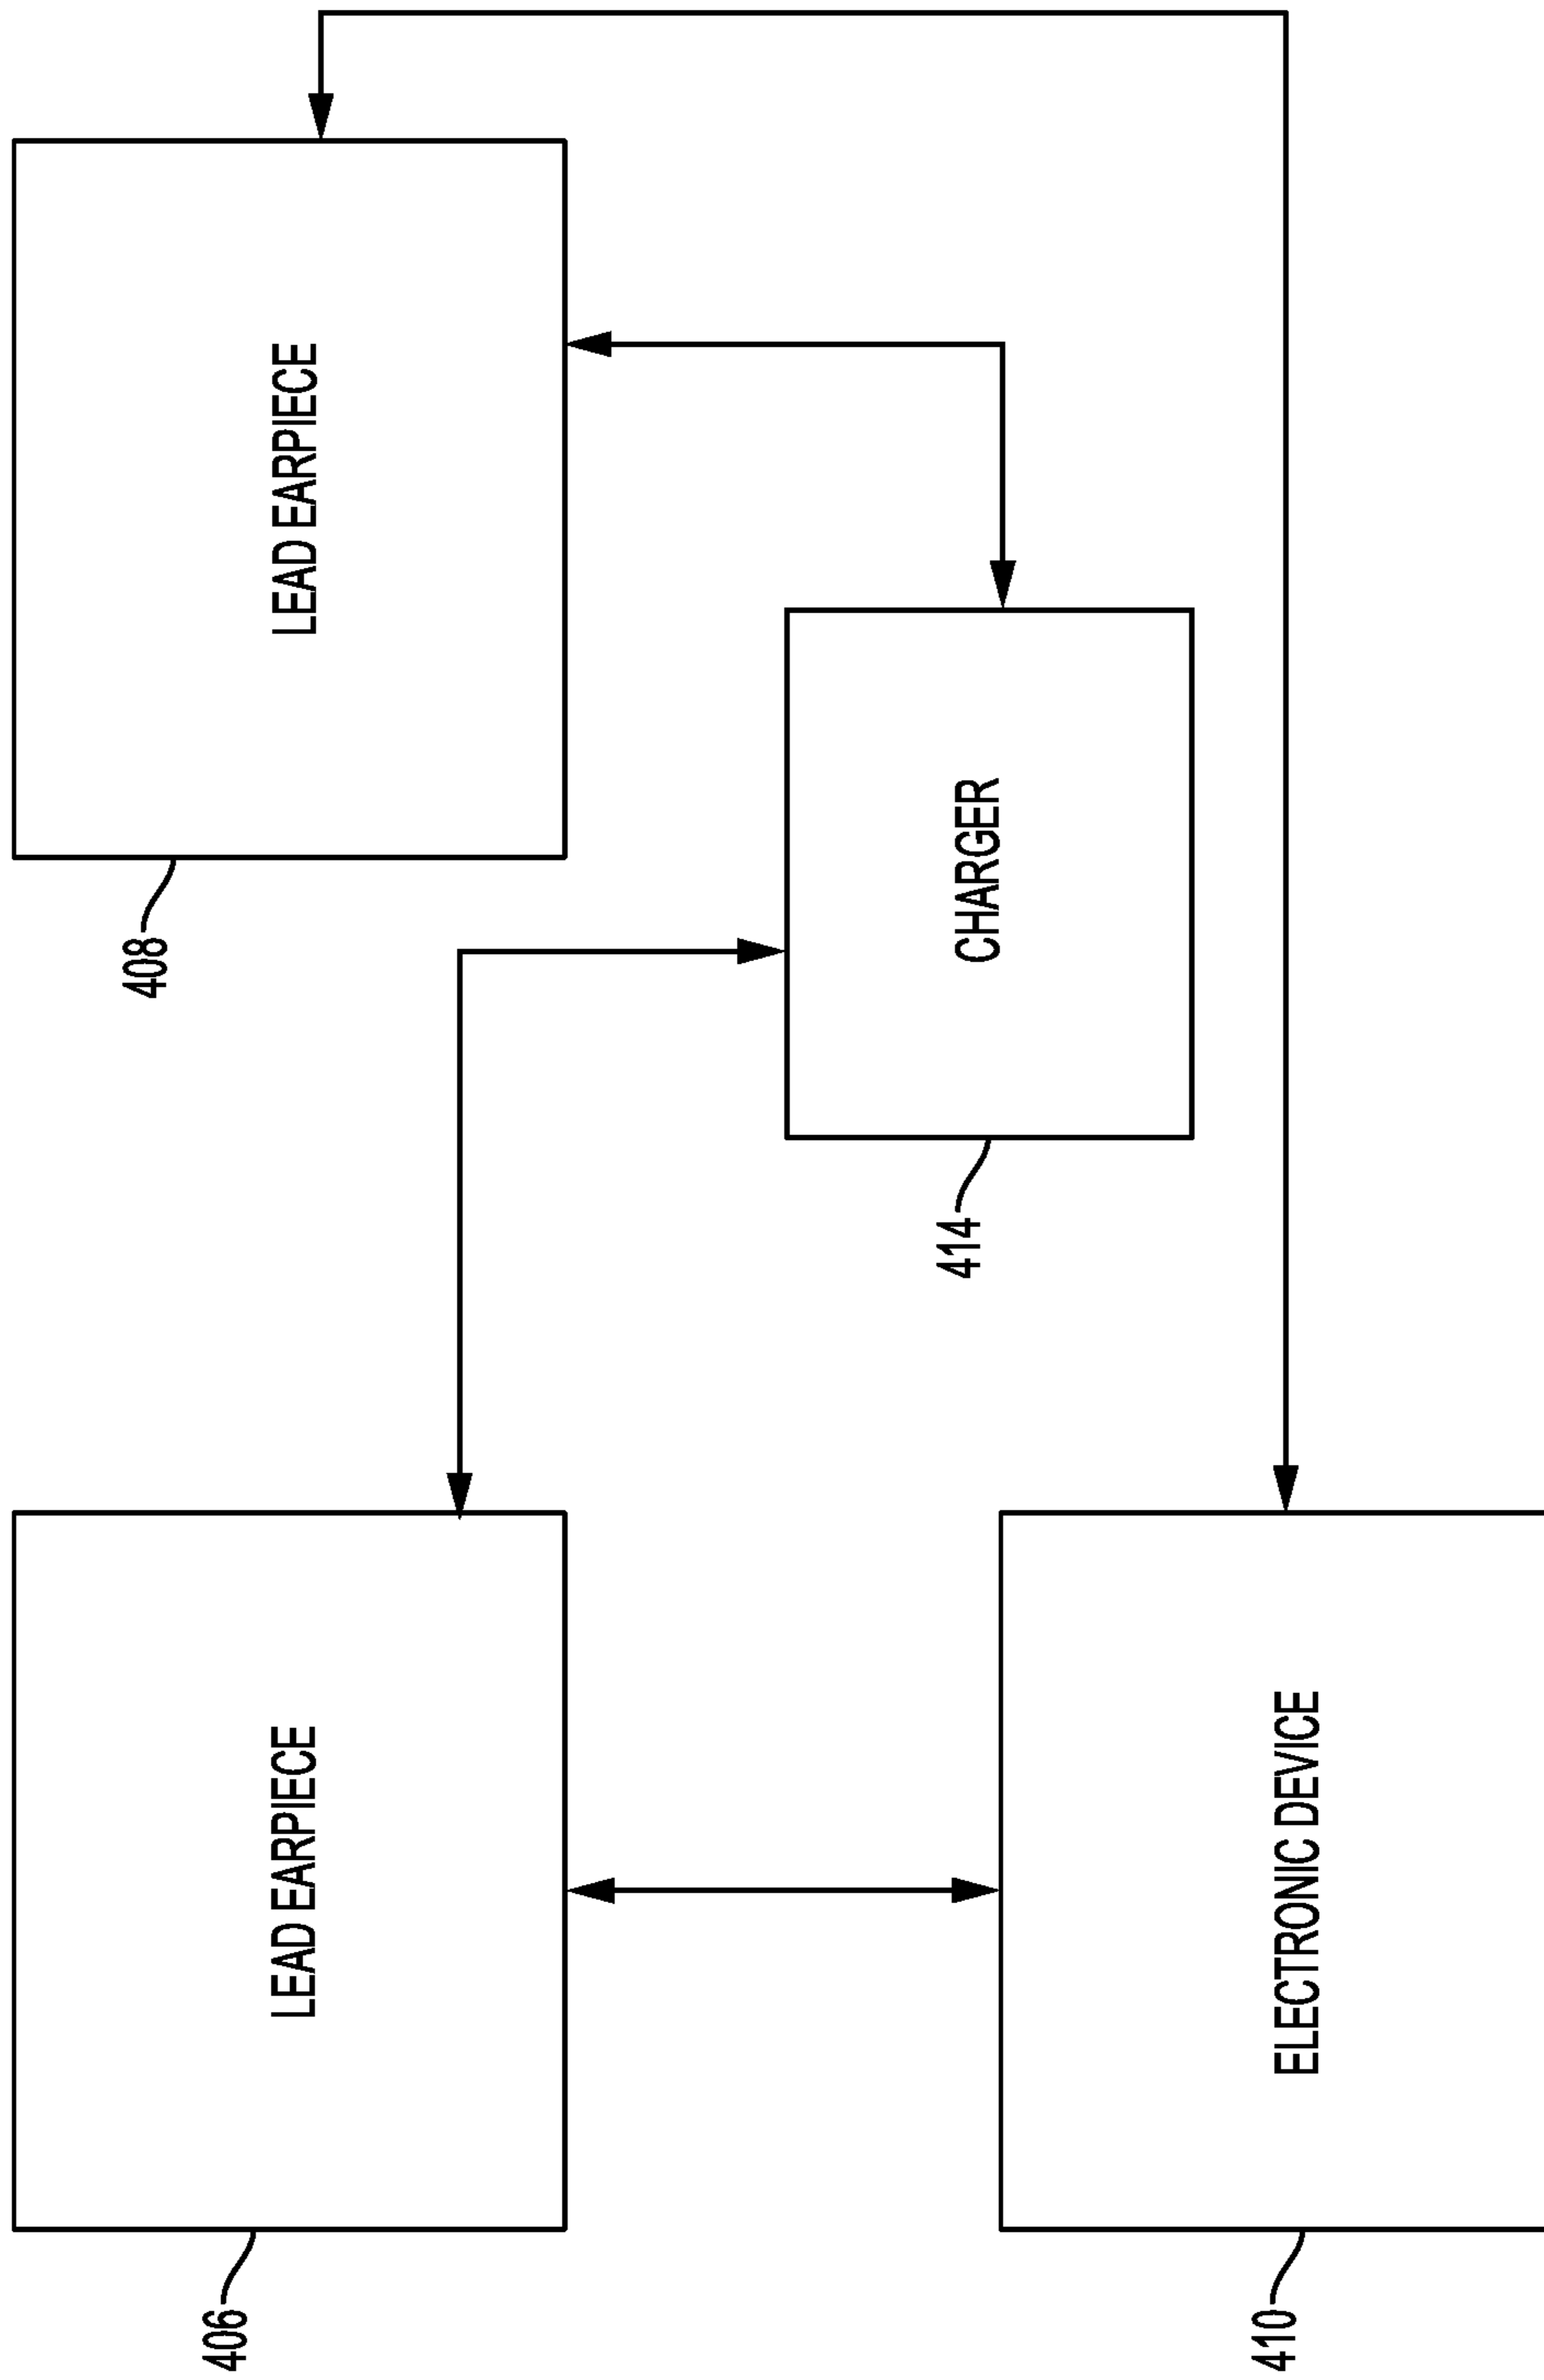 406
LEAD EARPIECE
408
LEAD EARPIECE
414
CHARGER
410
ELECTRONIC DEVICE